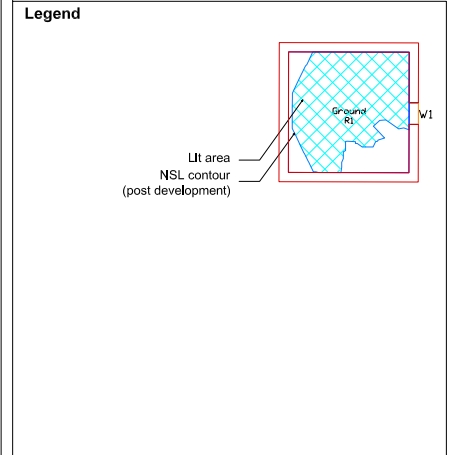 Legend
Ground
R1
W1
Lit area
NSL contour
(post development)